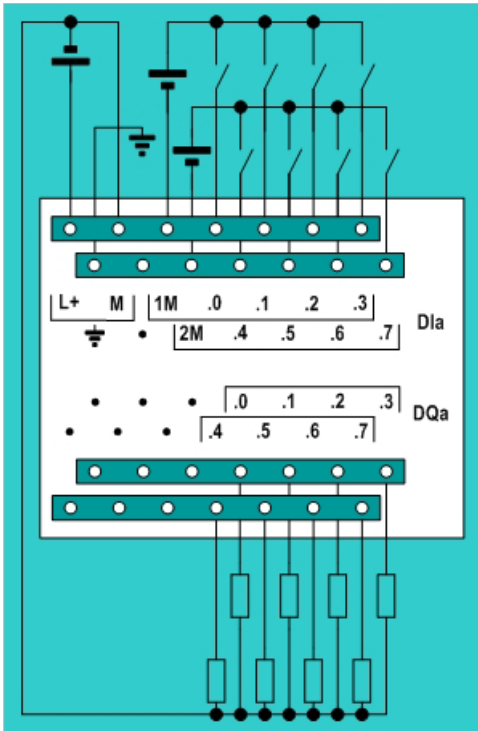 L+ M 1M .0 .1 .2 .3
DIa
2M .4 .5 .6 .7
.0 .1 .2 .3
DQa
.4 .5 .6 .7